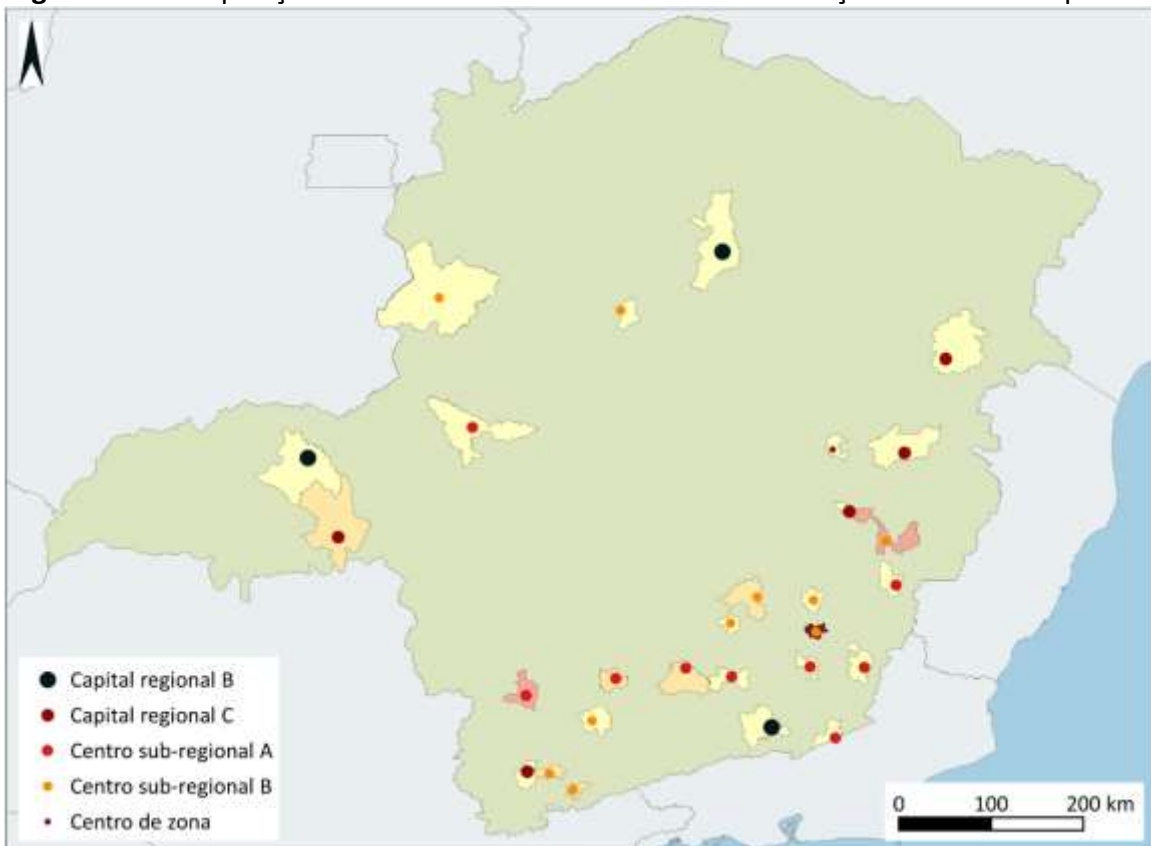 Capital regional B
Capital regional C
Centro sub-regional A
Centro sub-regional B
Centro de zona
0 100 200 km